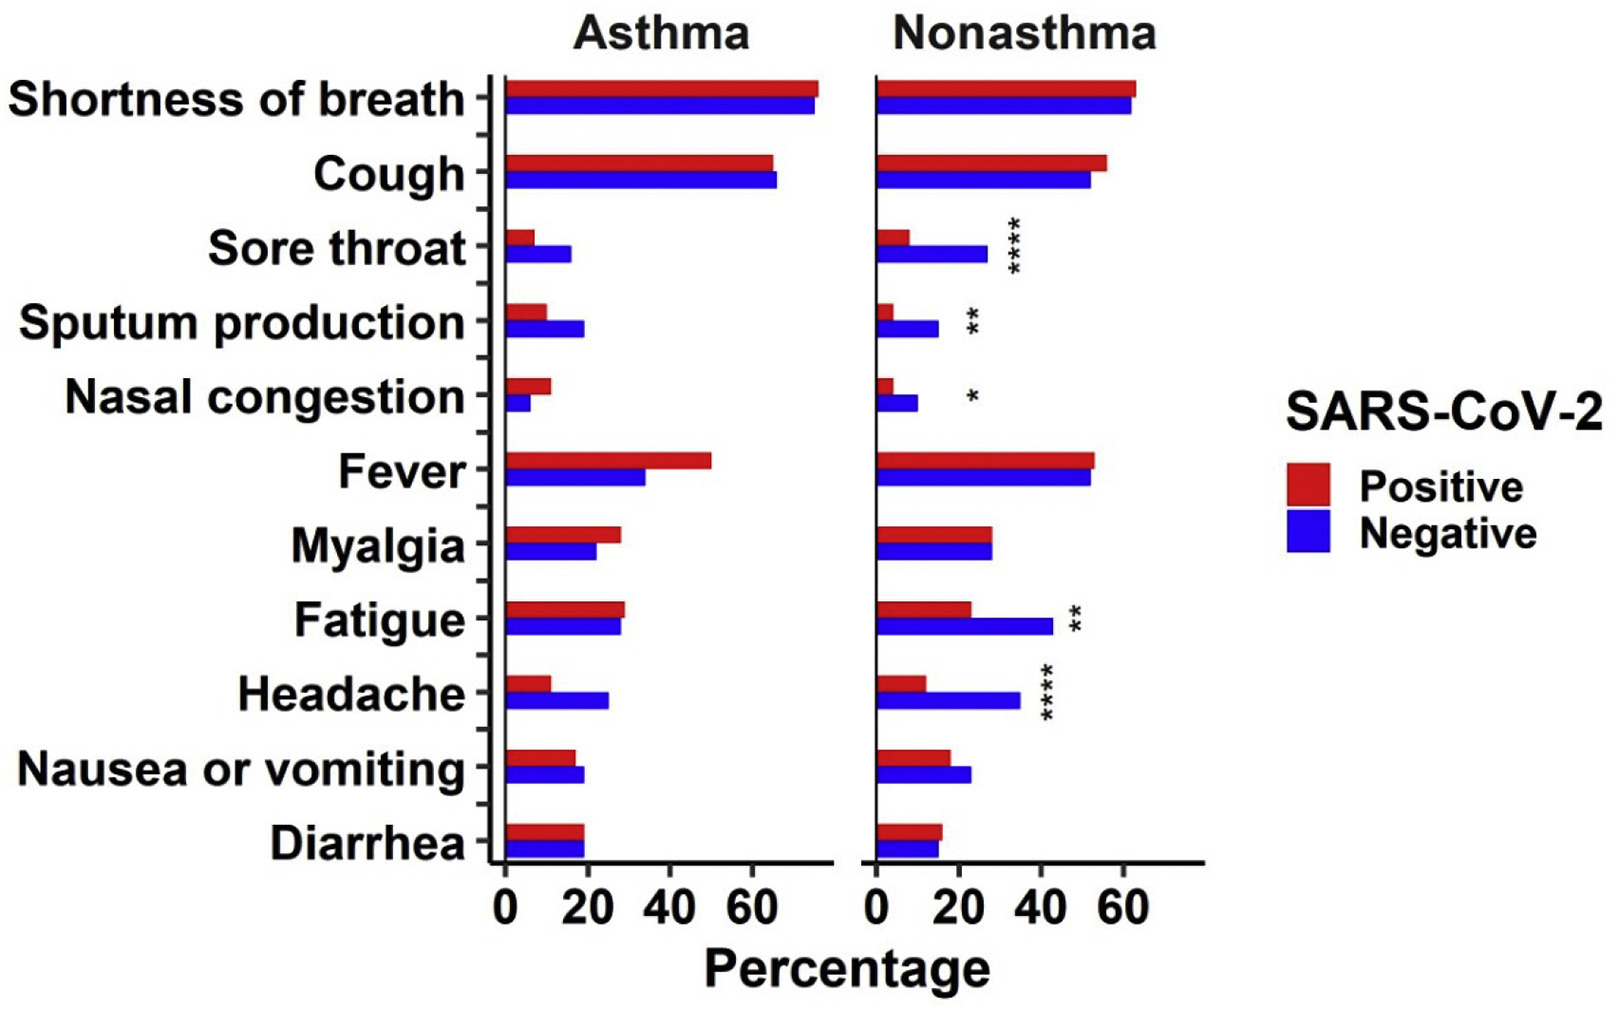 Asthma Nonasthma
Shortness of breath
Cough
Sore throat ****
Sputum production **
Nasal congestion *
Fever
Myalgia
Fatigue **
Headache ****
Nausea or vomiting
Diarrhea
0 20 40 60 0 20 40 60
Percentage
SARS-CoV-2
Positive
Negative